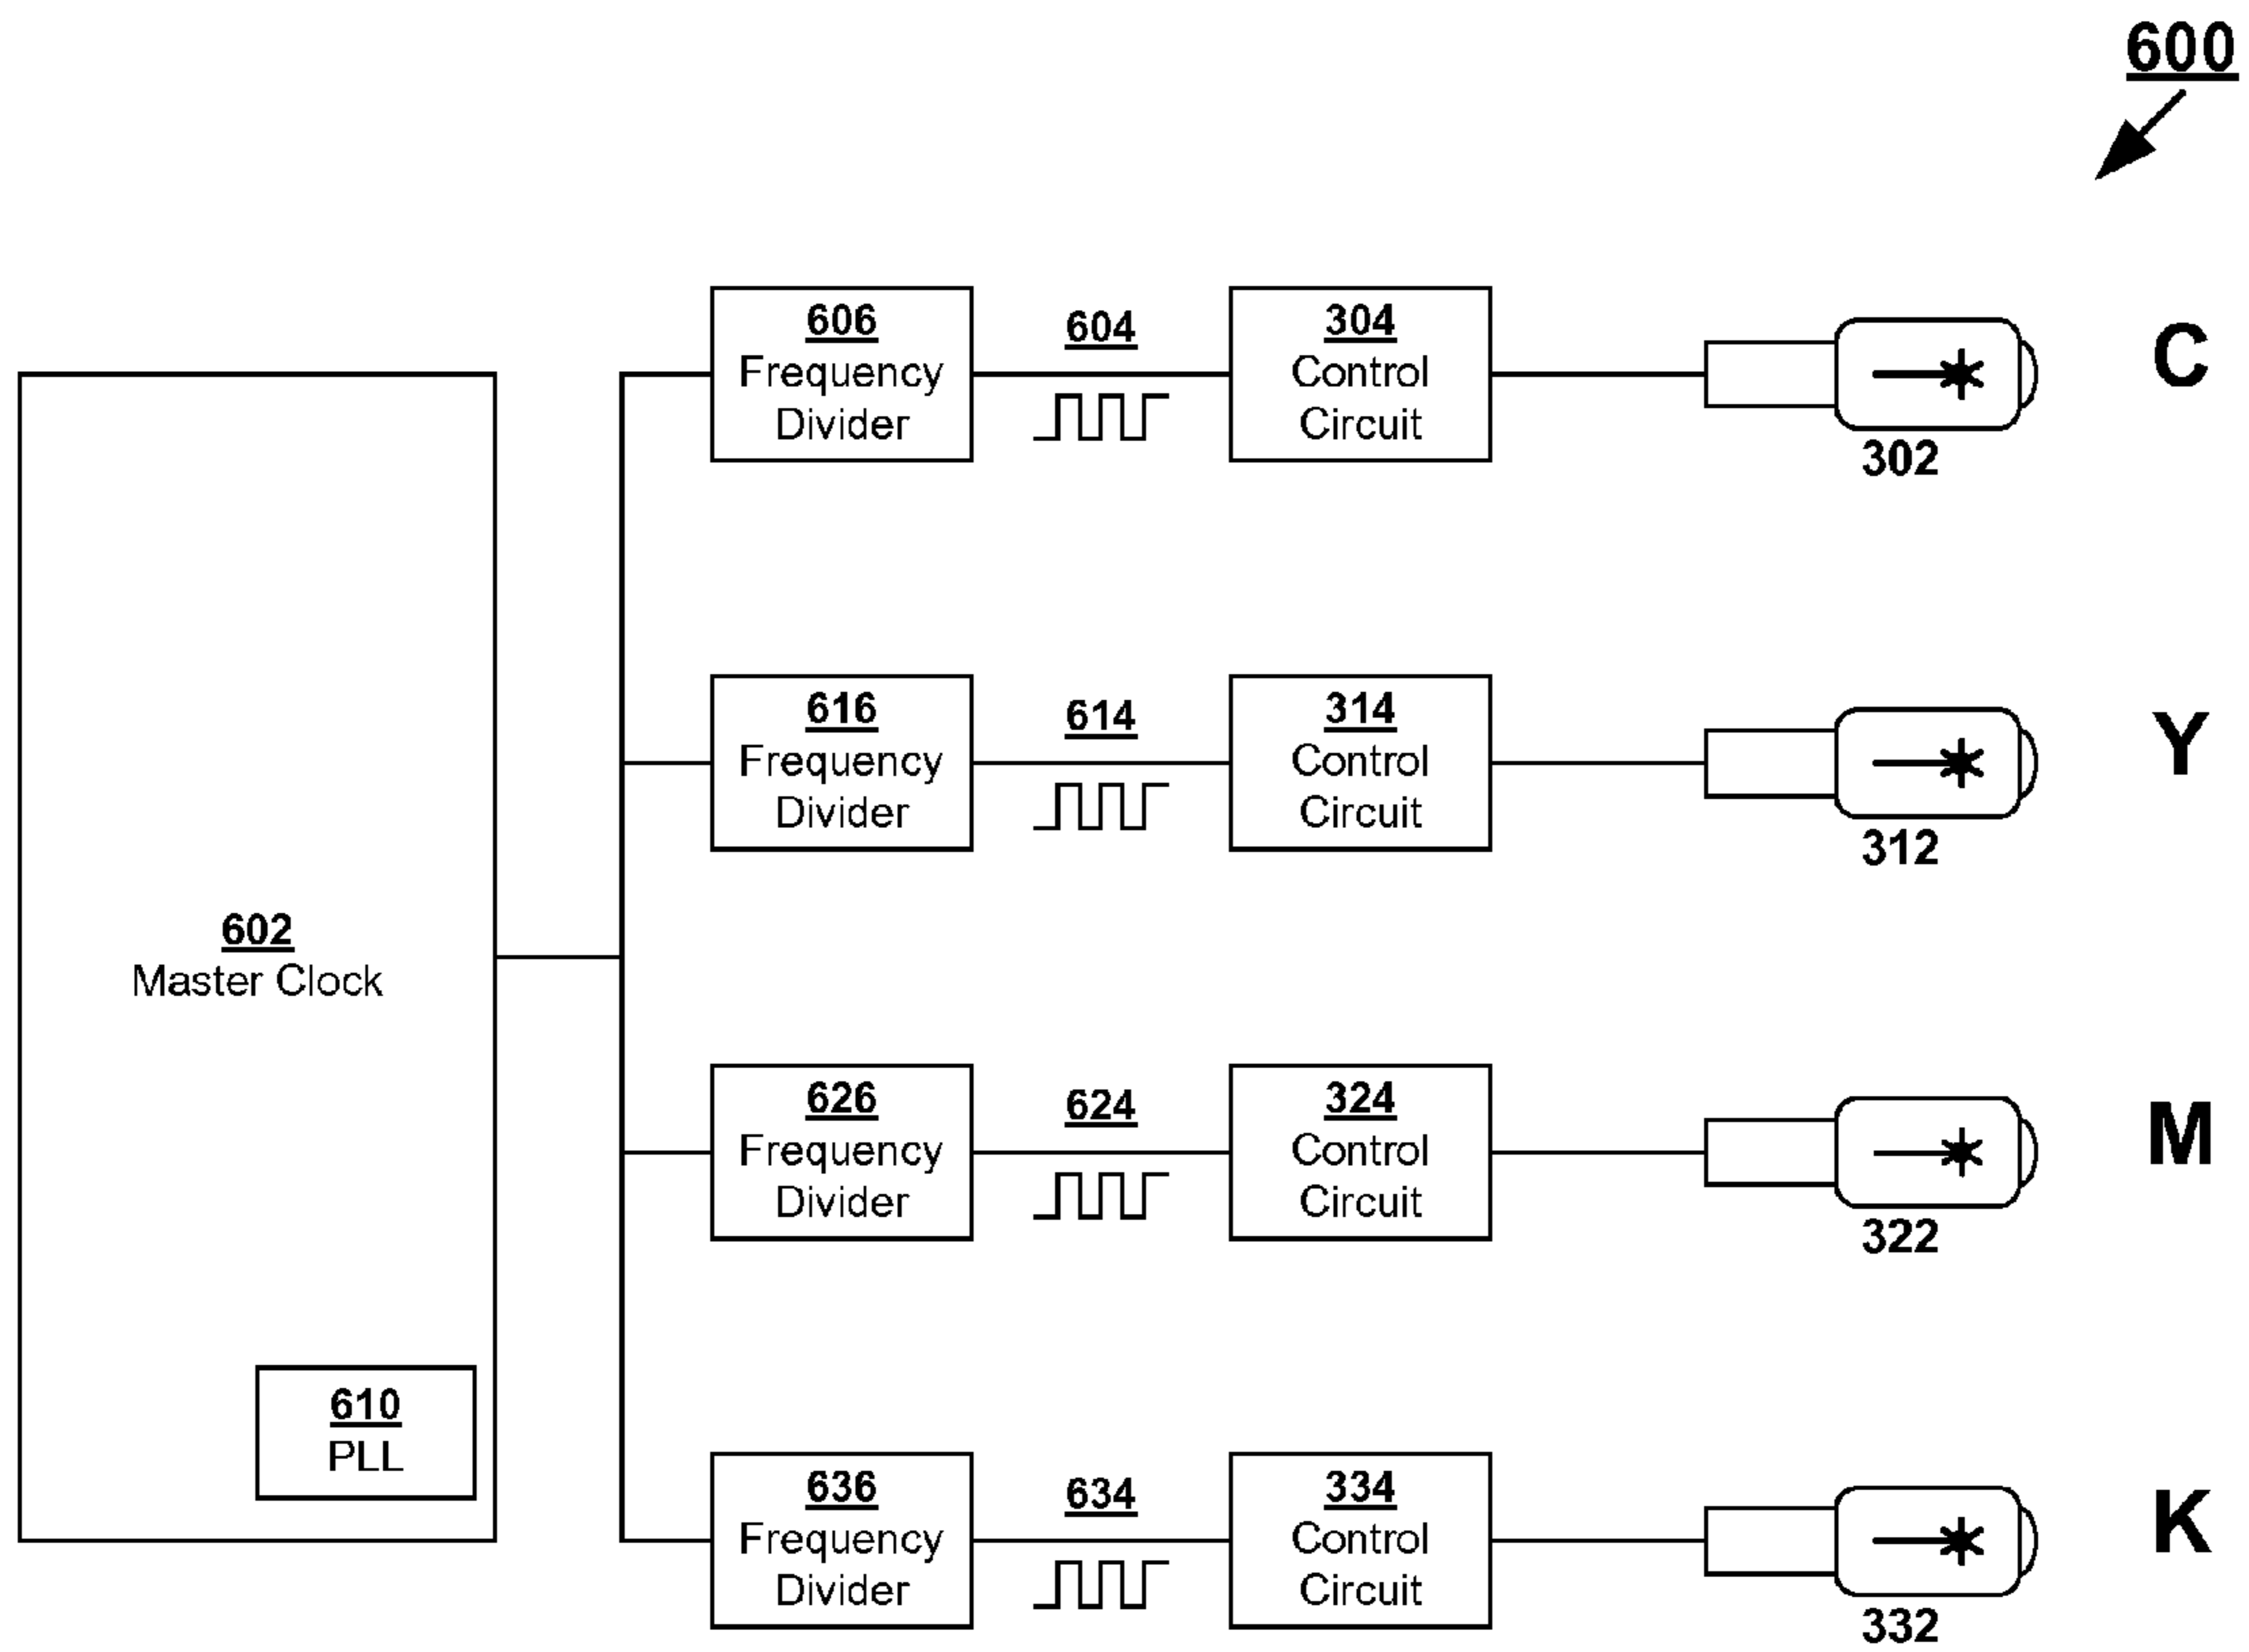 600
606
Frequency
Divider
604
304
Control
Circuit
302
C
616
Frequency
Divider
614
314
Control
Circuit
312
Y
602
Master Clock
626
Frequency
Divider
624
324
Control
Circuit
322
M
610
PLL
636
Frequency
Divider
634
334
Control
Circuit
332
K